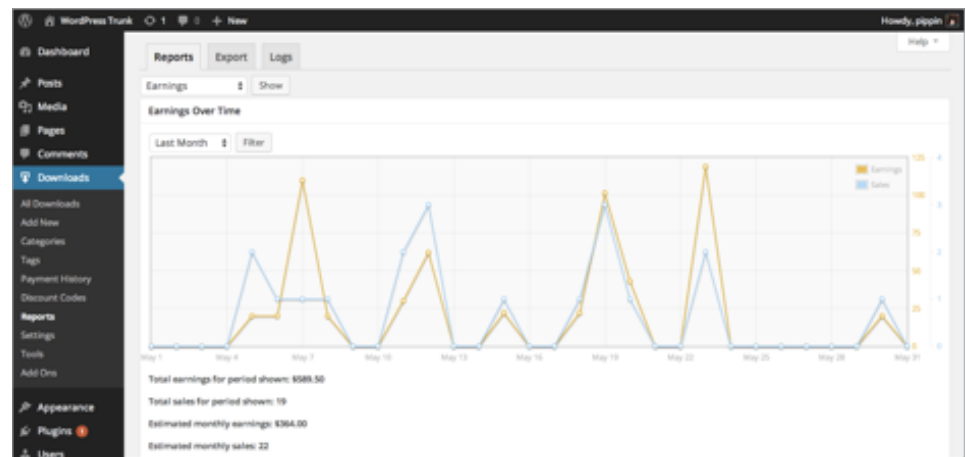 WordPress Trunk 1 0 + New Howdy, pippin
Help
Dashboard
Posts
Media
Pages
Comments
Downloads
All Downloads
Add New
Categories
Tags
Payment History
Discount Codes
Reports
Settings
Tools
Add Ons
Appearance
Plugins 1
Users
Reports Export Logs
Earnings Show
Earnings Over Time
Last Month Filter
Earnings
Sales
125 4
100
3
75
2
50
1
25
0 0
May 1 May 4 May 7 May 10 May 13 May 16 May 19 May 22 May 25 May 28 May 31
Total earnings for period shown: $589.50
Total sales for period shown: 19
Estimated monthly earnings: $364.00
Estimated monthly sales: 22